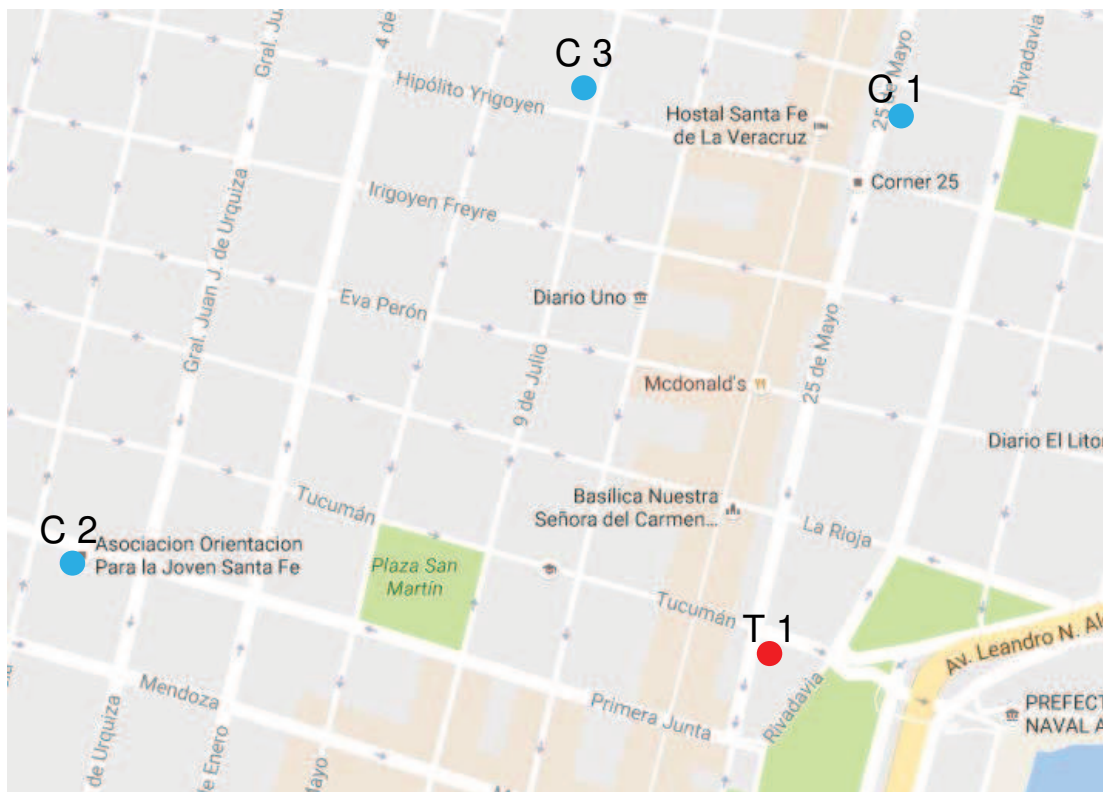 Gral. Ju
4 de
C 3
25 de Mayo
Rivadavia
Hipólito Yrigoyen
C 1
Hostal Santa Fe
de La Veracruz
Corner 25
Irigoyen Freyre
Gral. Juan J. de Urquiza
Eva Perón
Diario Uno
25 de Mayo
9 de Julio
Mcdonald's
Diario El Litor
Tucumán
Basílica Nuestra
Señora del Carmen...
La Rioja
C 2
Asociacion Orientacion
Para la Joven Santa Fe
Plaza San
Martín
Tucumán
T 1
Av. Leandro N. Al
Mendoza
Primera Junta
Rivadavia
PREFECT
NAVAL A
de Urquiza
de Enero
Mayo
M